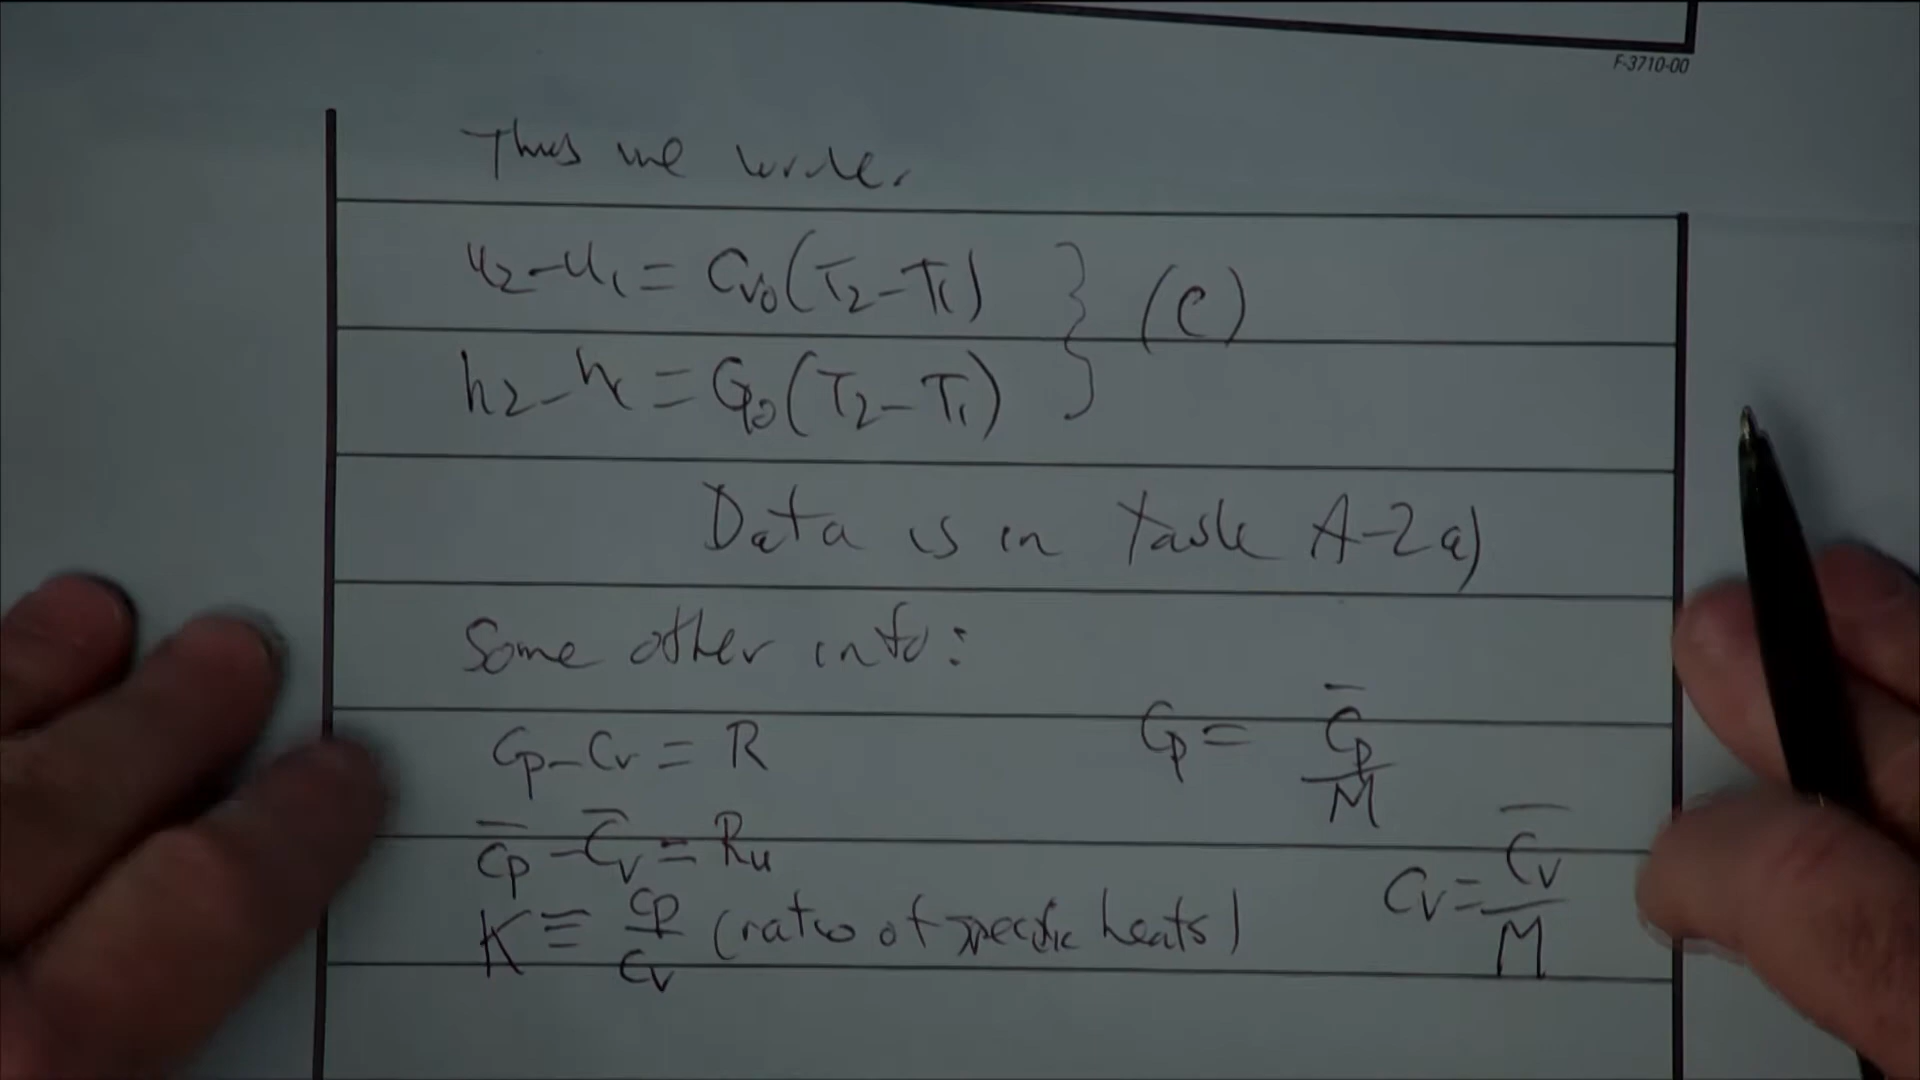 F-3710-00
Thus we write.
u₂-u₁ = Cv₀(T₂-T₁) } (C)
h₂-h₁ = Cp₀(T₂-T₁)
Data is in Table A-2a)
Some other info:
Cp-Cv = R
C̅p-C̅v = Ru
K ≡ Cp/Cv (ratio of specific heats)
Cp = C̅p/M
Cv = C̅v/M